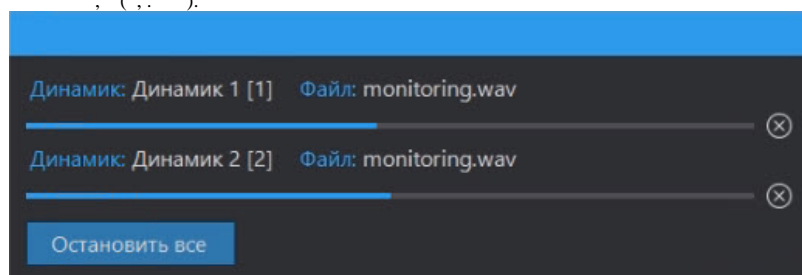 Динамик: Динамик 1 [1] Файл: monitoring.wav
Динамик: Динамик 2 [2] Файл: monitoring.wav
Остановить все